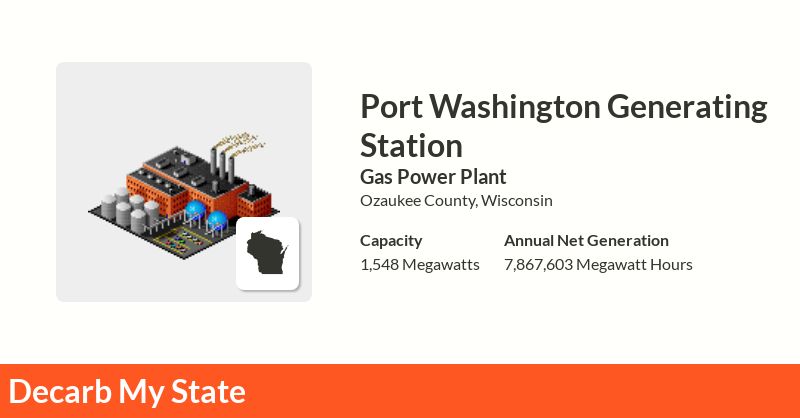 Port Washington Generating
Station
Gas Power Plant
Ozaukee County, Wisconsin
Capacity
1,548 Megawatts
Annual Net Generation
7,867,603 Megawatt Hours
Decarb My State